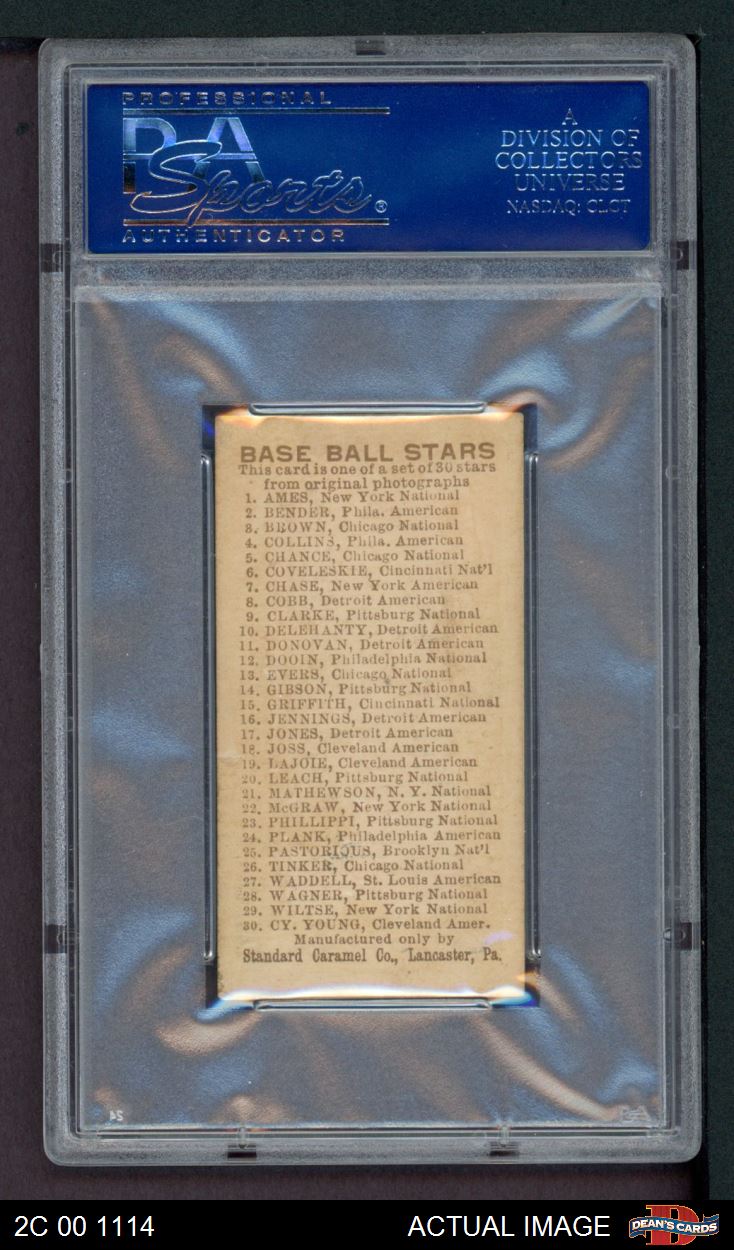 PROFESSIONAL
PSA
Sports®
AUTHENTICATOR
A
DIVISION OF
COLLECTORS
UNIVERSE
NASDAQ: CLCT
BASE BALL STARS
This card is one of a set of 30 stars
from original photographs
1. AMES, New York National
2. BENDER, Phila. American
3. BROWN, Chicago National
4. COLLINS, Phila. American
5. CHANCE, Chicago National
6. COVELESKIE, Cincinnati Nat'l
7. CHASE, New York American
8. COBB, Detroit American
9. CLARKE, Pittsburg National
10. DELEHANTY, Detroit American
11. DONOVAN, Detroit American
12. DOOIN, Philadelphia National
13. EVERS, Chicago National
14. GIBSON, Pittsburg National
15. GRIFFITH, Cincinnati National
16. JENNINGS, Detroit American
17. JONES, Detroit American
18. JOSS, Cleveland American
19. LAJOIE, Cleveland American
20. LEACH, Pittsburg National
21. MATHEWSON, N. Y. National
22. McGRAW, New York National
23. PHILLIPPI, Pittsburg National
24. PLANK, Philadelphia American
25. PASTORIOUS, Brooklyn Nat'l
26. TINKER, Chicago National
27. WADDELL, St. Louis American
28. WAGNER, Pittsburg National
29. WILTSE, New York National
30. CY. YOUNG, Cleveland Amer.
Manufactured only by
Standard Caramel Co., Lancaster, Pa.
24
PSA
2C 00 1114
ACTUAL IMAGE
DEAN'S CARDS